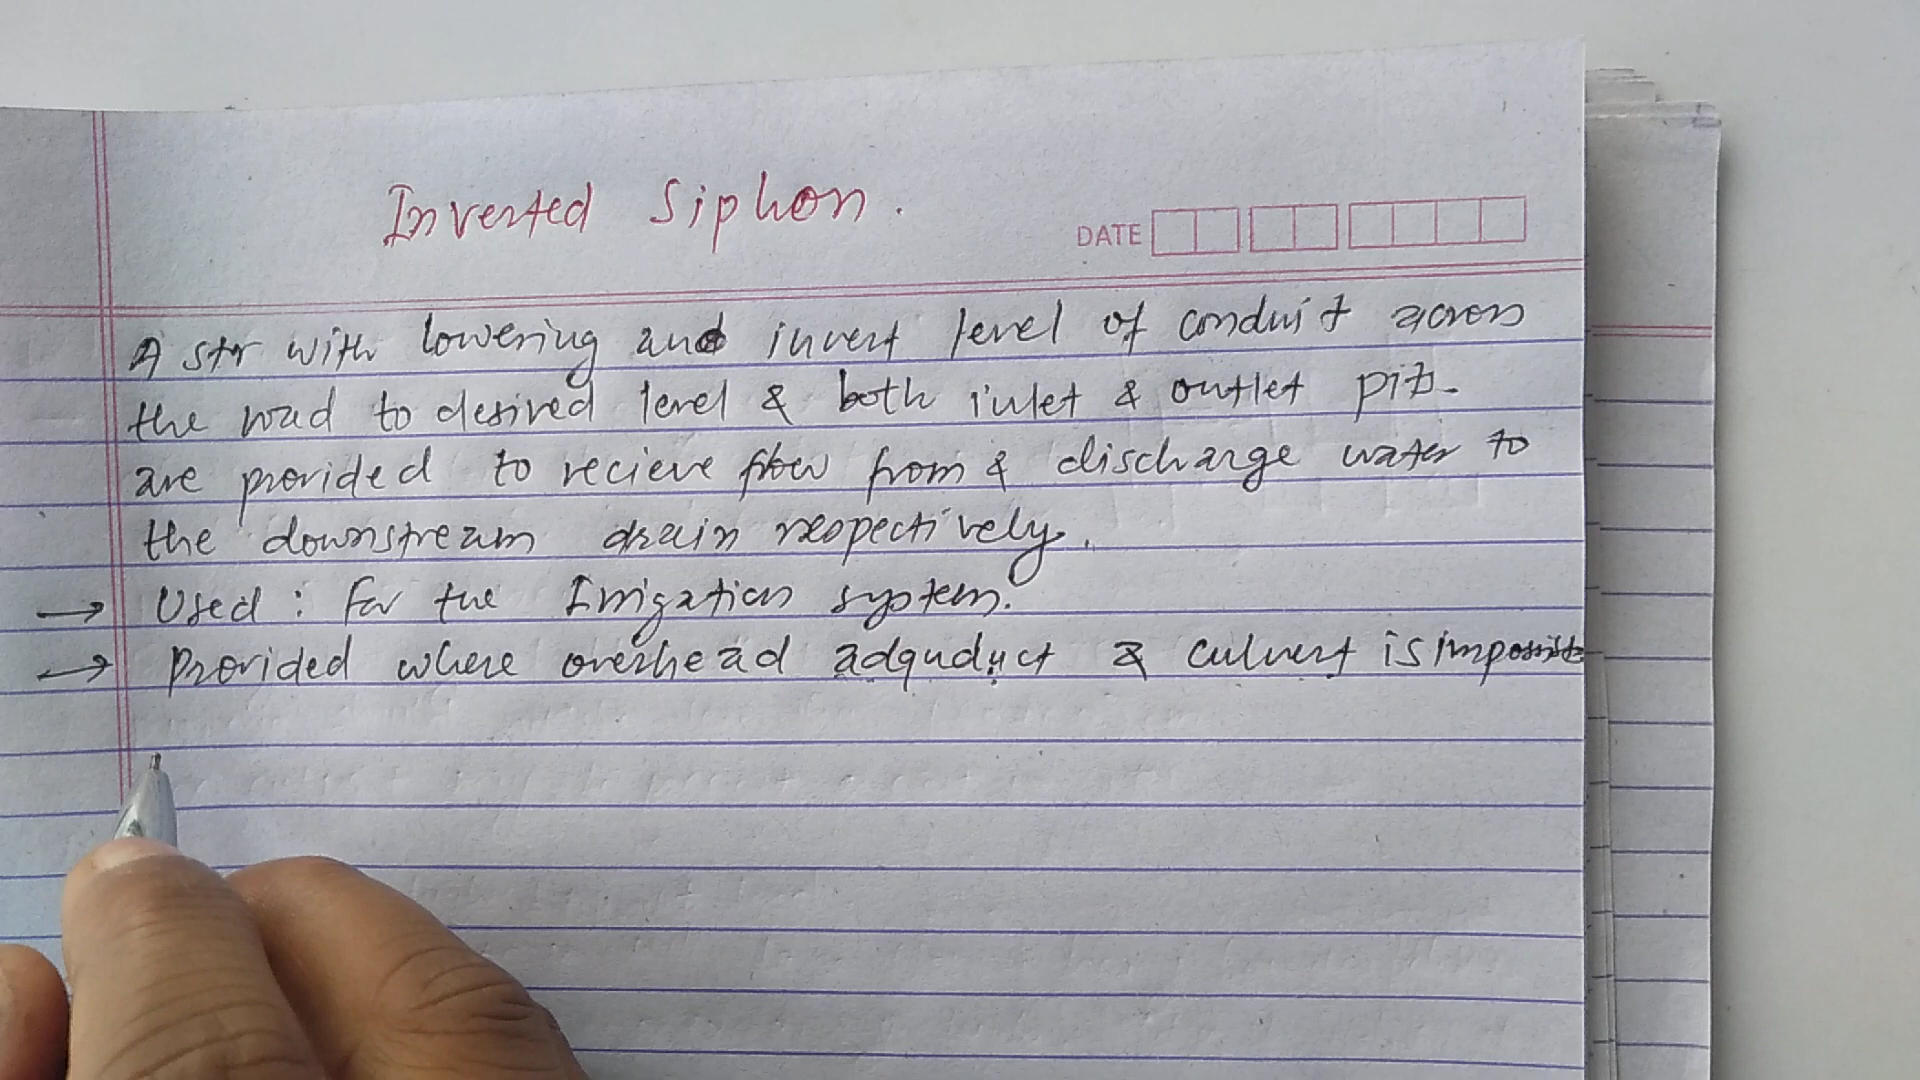 Inverted Siphon.
DATE
A str with lowering and invert level of conduit across
the road to desired level & both inlet & outlet pit
are provided to recieve flow from & discharge water to
the downstream drain respectively.
→ Used : For the Irrigation system.
→ Provided where overhead adquduct & culvert is impossible